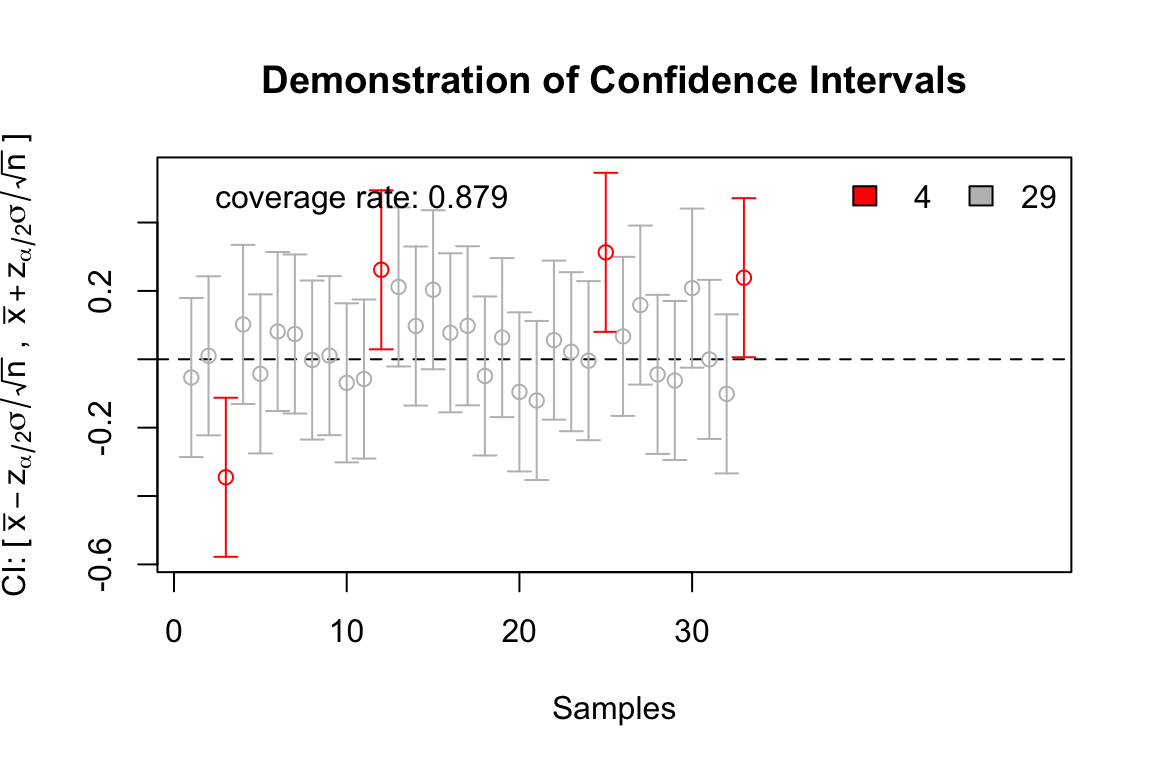 Demonstration of Confidence Intervals
coverage rate: 0.879
4
29
CI: [ x̅ − zα/2σ/√n , x̅ + zα/2σ/√n ]
0.2
-0.2
-0.6
0 10 20 30
Samples